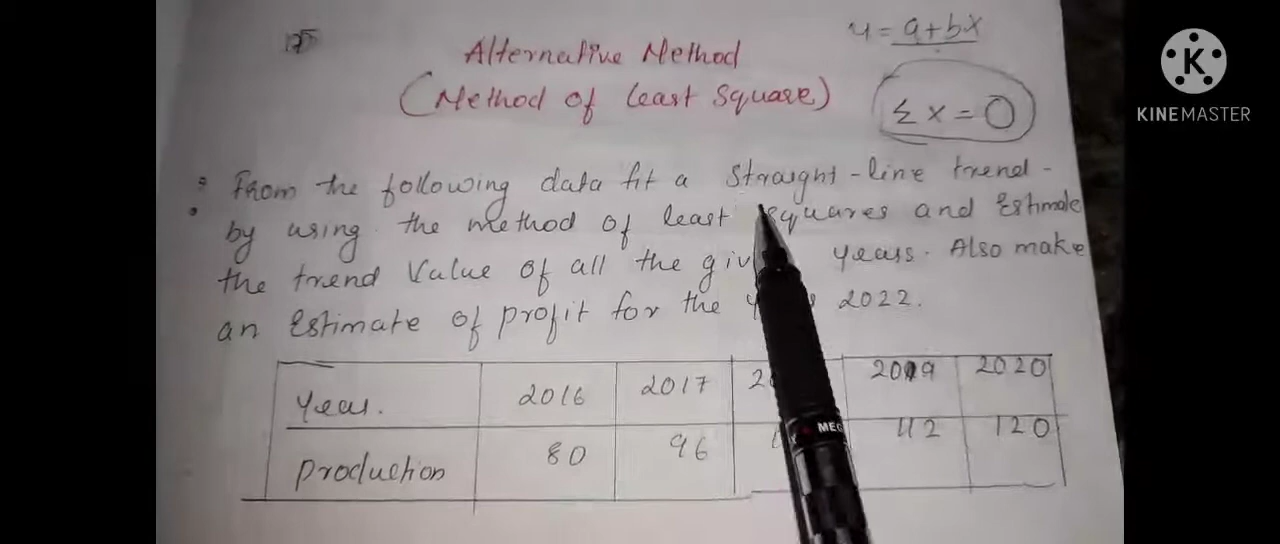 y = a+bx
Alternative Method
(Method of least square)
Σ x = 0
KINEMASTER
From the following data fit a straight-line trend-
by using the method of least squares and Estimate
the trend Value of all the giv years. Also make
an Estimate of profit for the 2022.
Year. 2016 2017 2019 2020
production 80 96 112 120
MEG